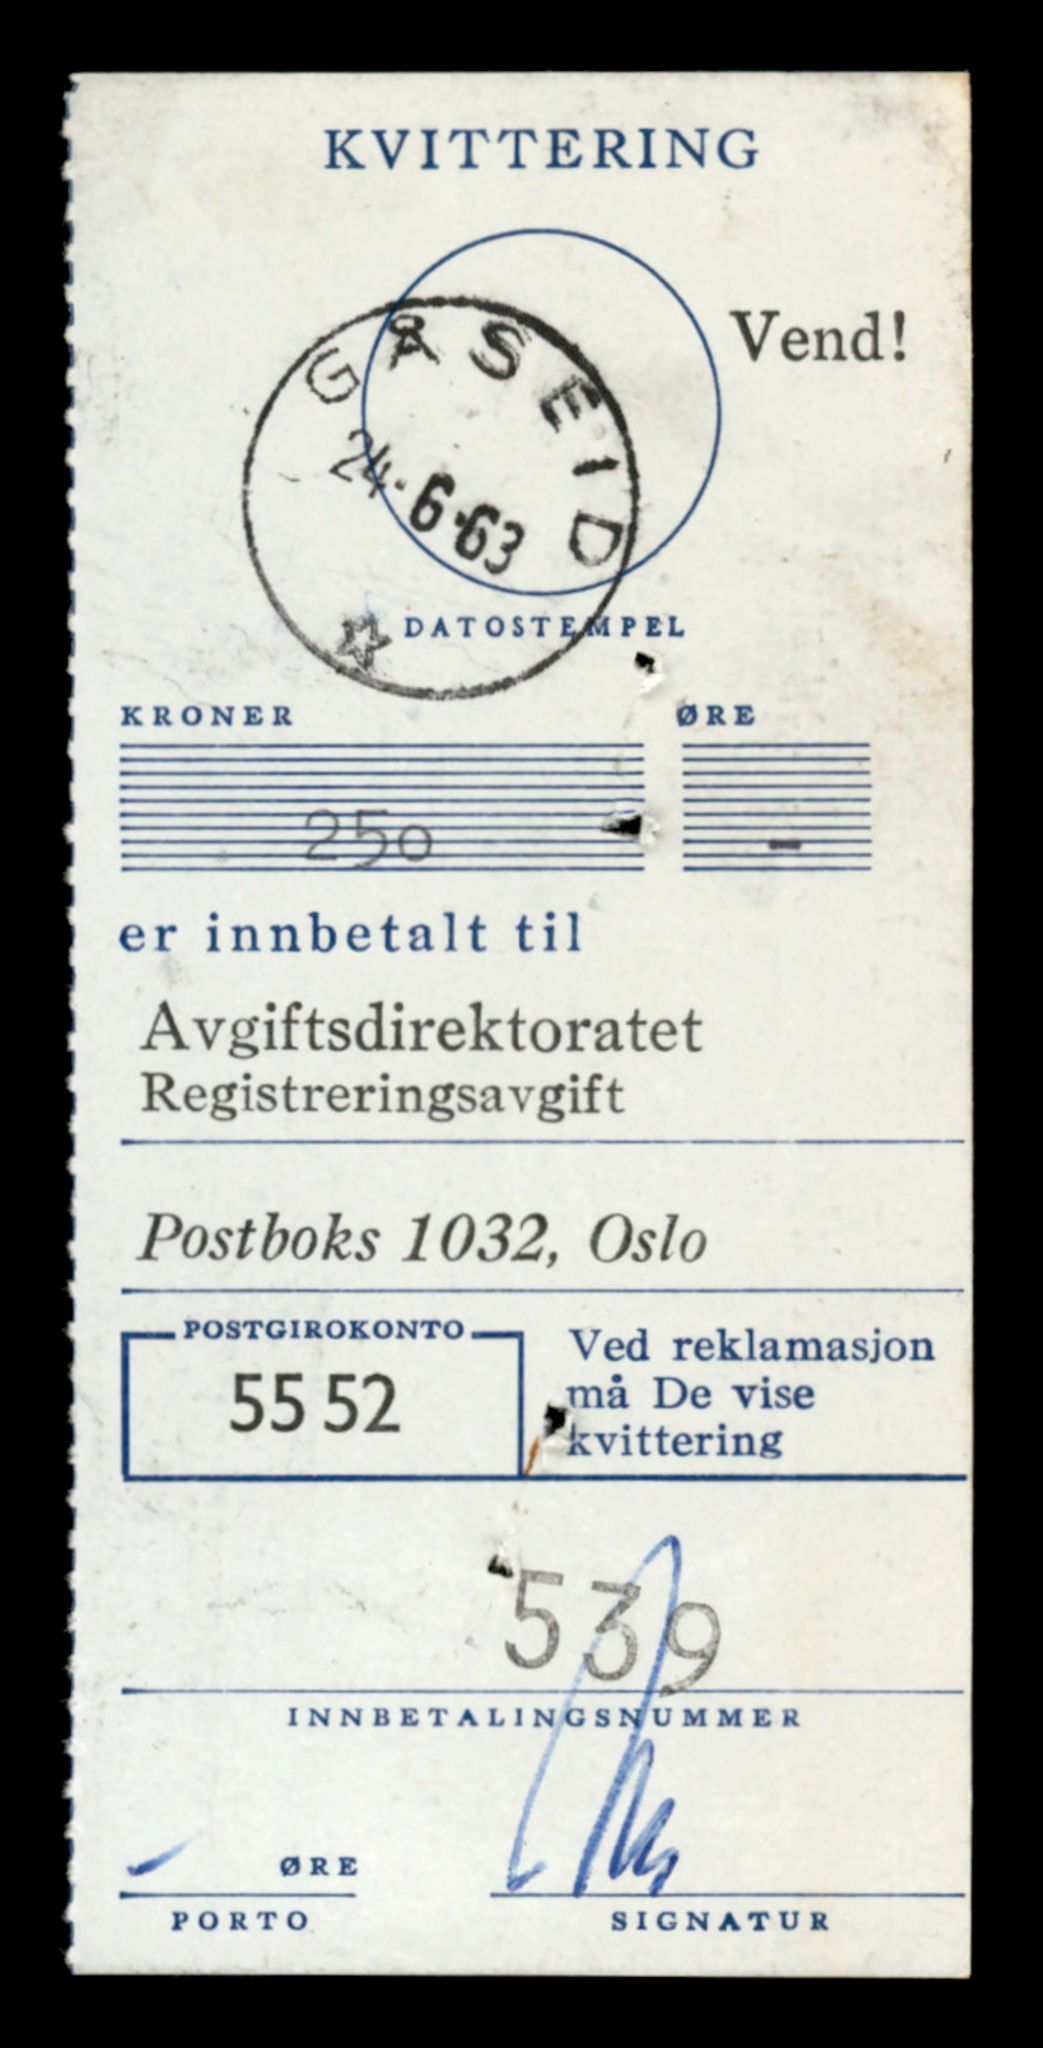 KVITTERING
Vend!
GÅSEID
24.6.63
DATOSTEMPEL
KRONER ØRE
250 -
er innbetalt til
Avgiftsdirektoratet
Registreringsavgift
Postboks 1032, Oslo
POSTGIROKONTO
55 52
Ved reklamasjon
må De vise
kvittering
539
INNBETALINGSNUMMER
- ØRE
PORTO SIGNATUR